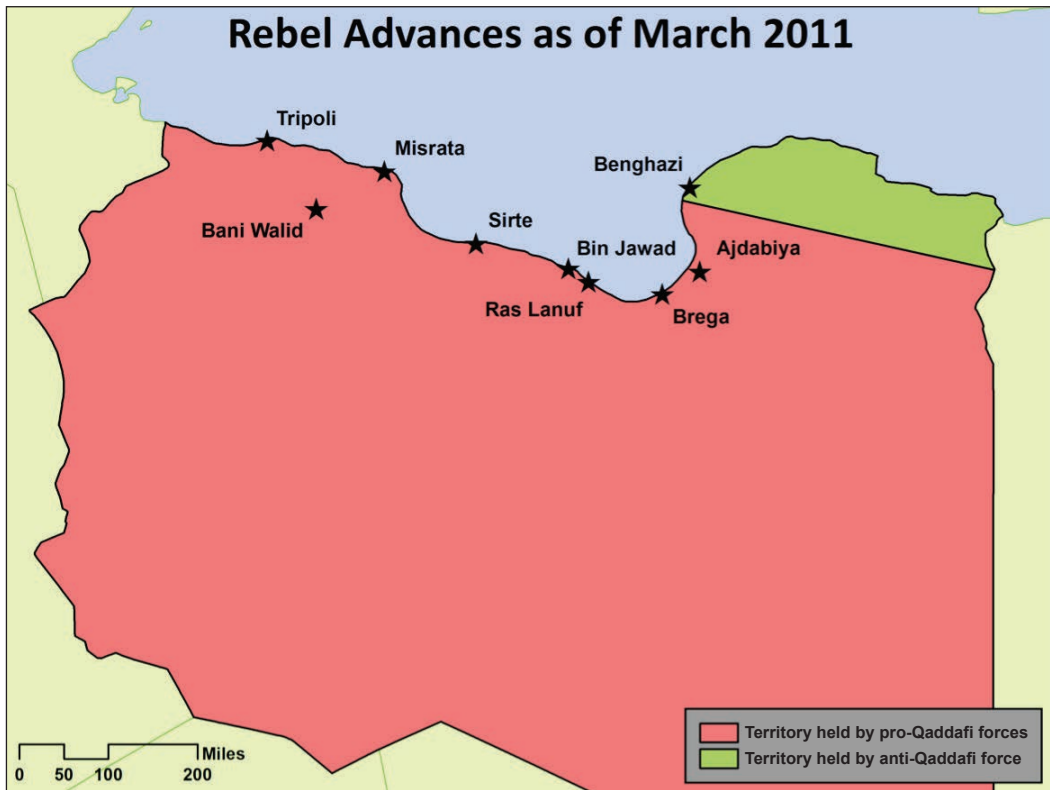 Rebel Advances as of March 2011
Tripoli
Misrata
Benghazi
Bani Walid
Sirte
Bin Jawad
Ajdabiya
Ras Lanuf
Brega
Territory held by pro-Qaddafi forces
Territory held by anti-Qaddafi force
Miles
0 50 100 200